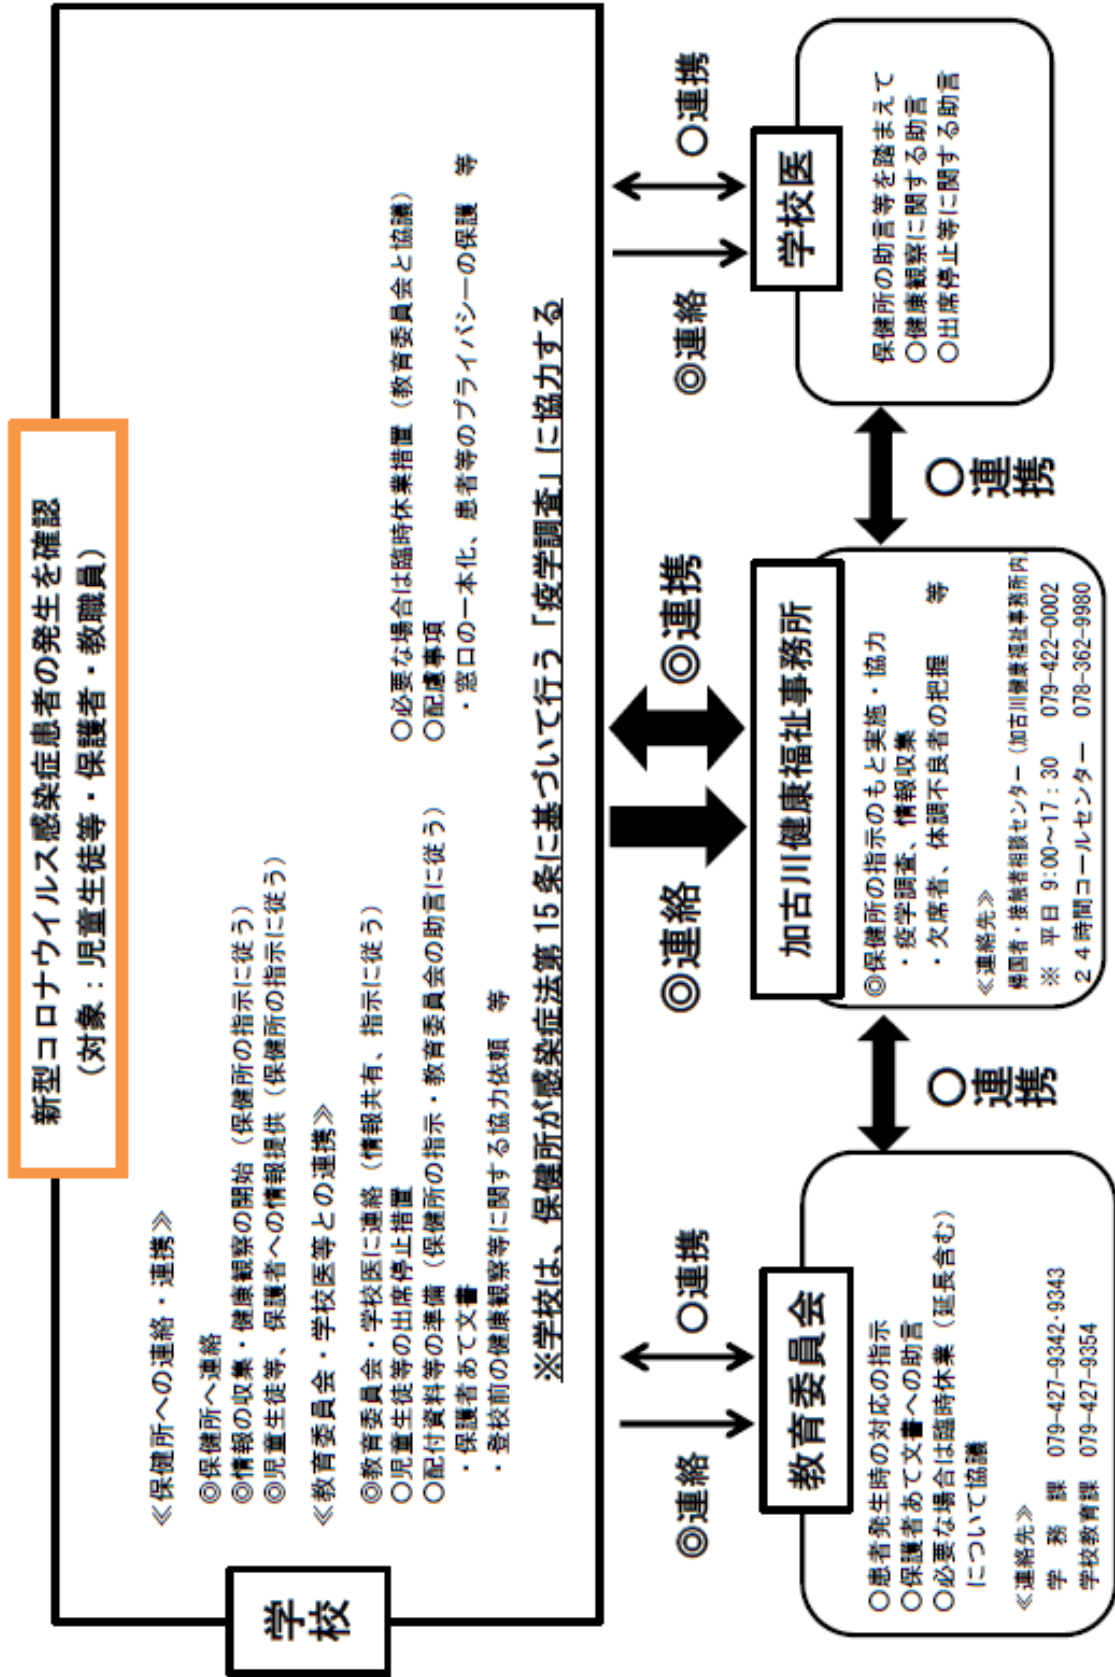 新型コロナウイルス感染症患者の発生を確認
（対象：児童生徒等・保護者・教職員）
学校
≪保健所への連絡・連携≫
◎保健所へ連絡
◎情報の収集・健康観察の開始（保健所の指示に従う）
◎児童生徒等、保護者への情報提供（保健所の指示に従う）
≪教育委員会・学校医等との連携≫
◎教育委員会・学校医に連絡（情報共有、指示に従う）
○児童生徒等の出席停止措置
○配付資料等の準備（保健所の指示・教育委員会の助言に従う）
・保護者あて文書
・登校前の健康観察等に関する協力依頼　等
○必要な場合は臨時休業措置（教育委員会と協議）
○配慮事項
・窓口の一本化、患者等のプライバシーの保護　等
※学校は、保健所が感染症法第15条に基づいて行う「疫学調査」に協力する
◎連絡
○連携
◎連絡
◎連携
◎連絡
○連携
教育委員会
○患者発生時の対応の指示
○保護者あて文書への助言
○必要な場合は臨時休業（延長含む）
について協議
≪連絡先≫
学　務　課　079-427-9342・9343
学校教育課　079-427-9354
○連携
加古川健康福祉事務所
◎保健所の指示のもと実施・協力
・疫学調査、情報収集
・欠席者、体調不良者の把握　等
≪連絡先≫
帰国者・接触者相談センター（加古川健康福祉事務所内）
※ 平日 9:00～17：30　079-422-0002
２４時間コールセンター　078-362-9980
○連携
学校医
保健所の助言等を踏まえて
○健康観察に関する助言
○出席停止等に関する助言